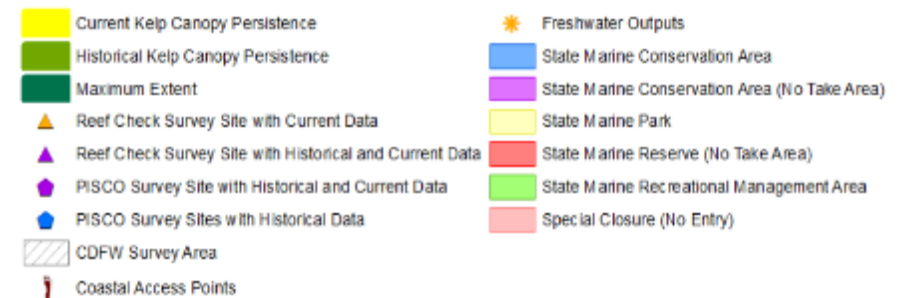 Current Kelp Canopy Persistence
Historical Kelp Canopy Persistence
Maximum Extent
Reef Check Survey Site with Current Data
Reef Check Survey Site with Historical and Current Data
PISCO Survey Site with Historical and Current Data
PISCO Survey Sites with Historical Data
CDFW Survey Area
Coastal Access Points
Freshwater Outputs
State Marine Conservation Area
State Marine Conservation Area (No Take Area)
State Marine Park
State Marine Reserve (No Take Area)
State Marine Recreational Management Area
Special Closure (No Entry)